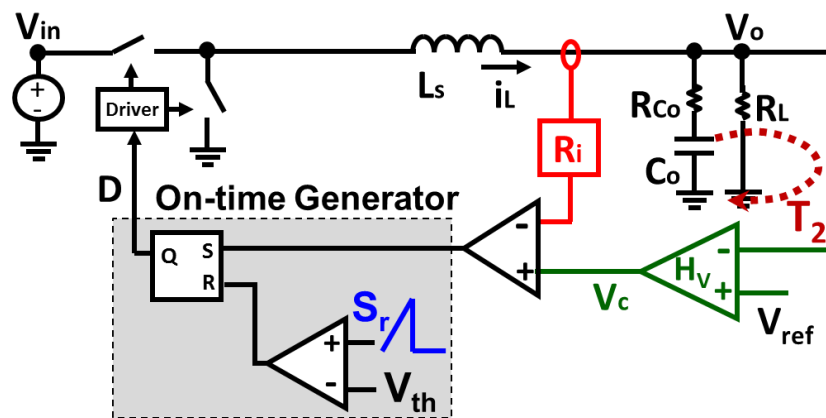 Vin
Vo
+
-
Driver
Ls
iL
RCo
RL
Ri
Co
D
On-time Generator
T2
-
+
Q
S
R
Vc
HV
-
+
Vref
Sr
+
-
Vth